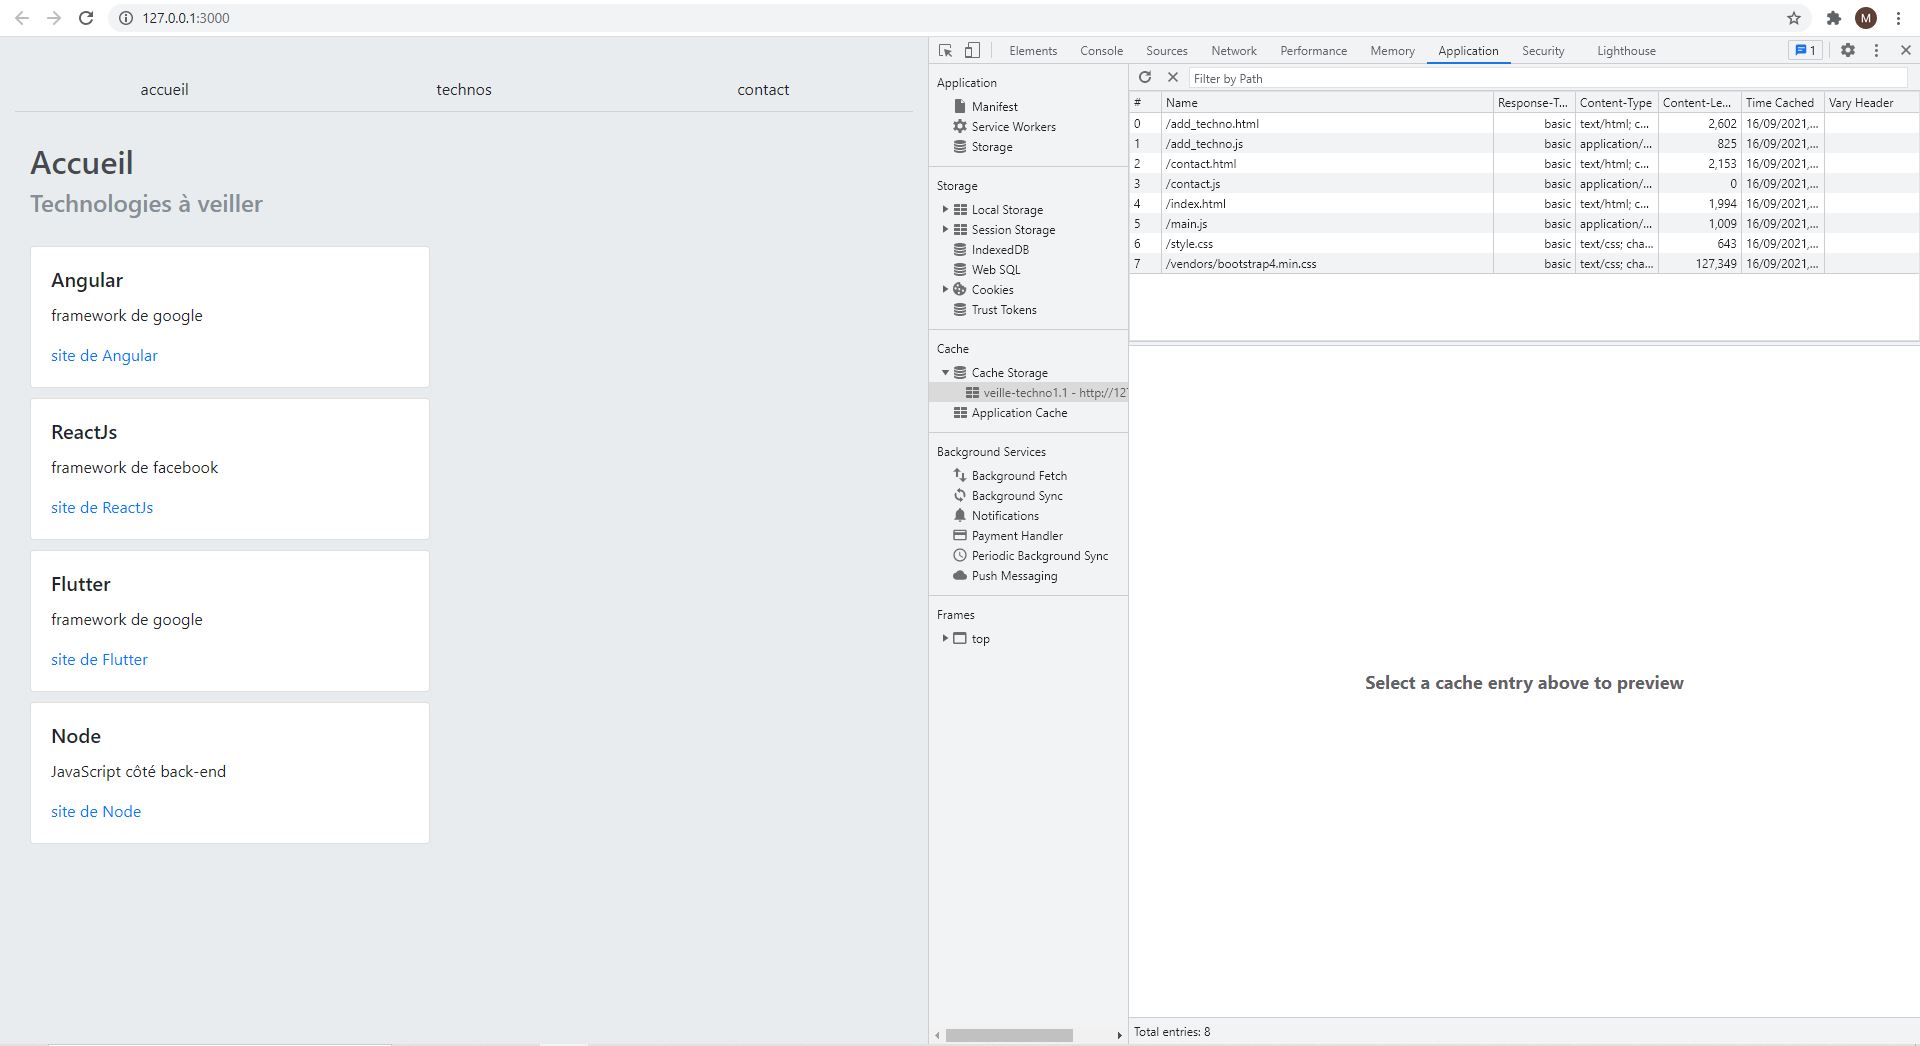 127.0.0.1:3000
M
accueil technos contact
Accueil
Technologies à veiller
Angular
framework de google
site de Angular
ReactJs
framework de facebook
site de ReactJs
Flutter
framework de google
site de Flutter
Node
JavaScript côté back-end
site de Node
Elements Console Sources Network Performance Memory Application Security Lighthouse 1
Application
Manifest
Service Workers
Storage
Storage
Local Storage
Session Storage
IndexedDB
Web SQL
Cookies
Trust Tokens
Cache
Cache Storage
veille-techno1.1 - http://127
Application Cache
Background Services
Background Fetch
Background Sync
Notifications
Payment Handler
Periodic Background Sync
Push Messaging
Frames
top
Filter by Path
# Name Response-T... Content-Type Content-Le... Time Cached Vary Header
0 /add_techno.html basic text/html; c... 2,602 16/09/2021,...
1 /add_techno.js basic application/... 825 16/09/2021,...
2 /contact.html basic text/html; c... 2,153 16/09/2021,...
3 /contact.js basic application/... 0 16/09/2021,...
4 /index.html basic text/html; c... 1,994 16/09/2021,...
5 /main.js basic application/... 1,009 16/09/2021,...
6 /style.css basic text/css; cha... 643 16/09/2021,...
7 /vendors/bootstrap4.min.css basic text/css; cha... 127,349 16/09/2021,...
Select a cache entry above to preview
Total entries: 8